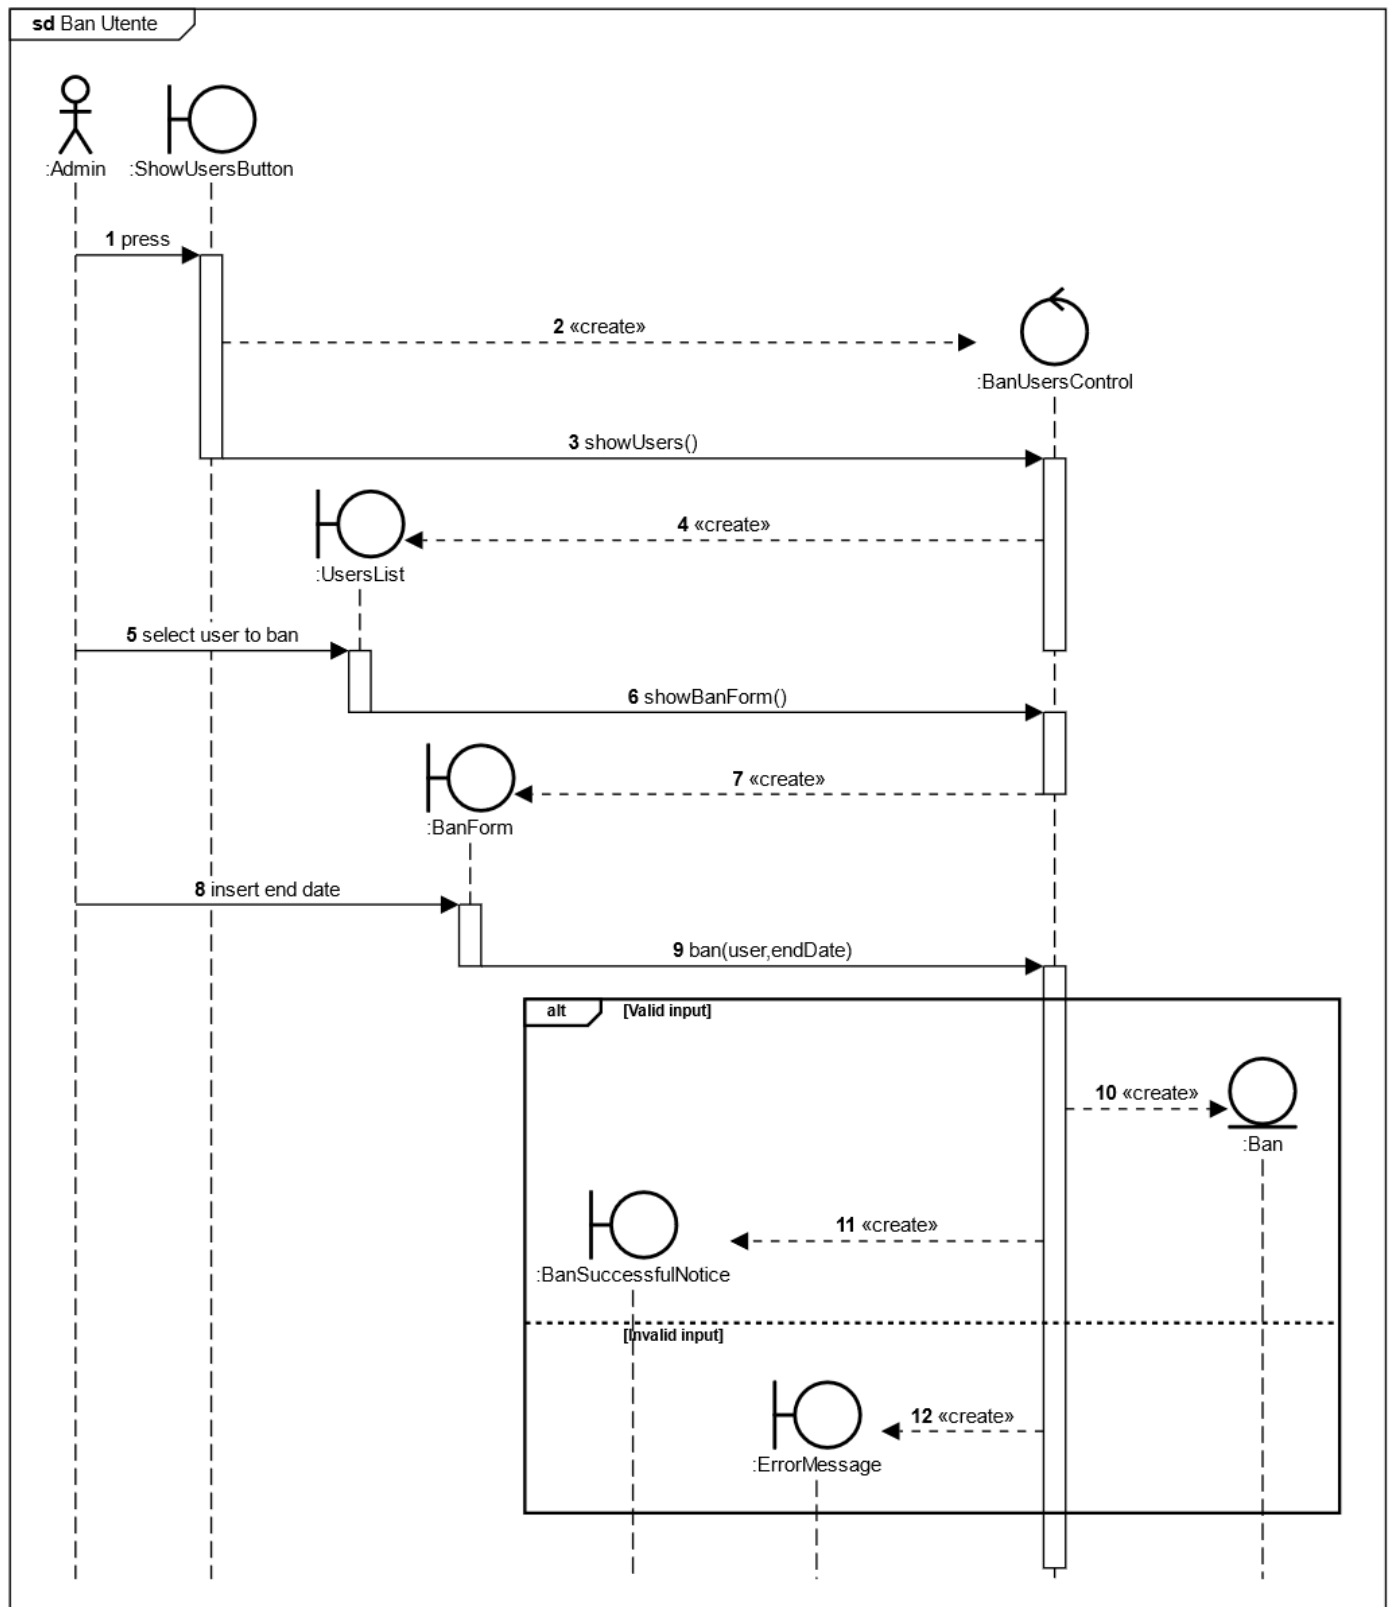 sd Ban Utente
:Admin
:ShowUsersButton
1 press
2 «create»
:BanUsersControl
3 showUsers()
4 «create»
:UsersList
5 select user to ban
6 showBanForm()
7 «create»
:BanForm
8 insert end date
9 ban(user,endDate)
alt
[Valid input]
10 «create»
:Ban
11 «create»
:BanSuccessfulNotice
[Invalid input]
12 «create»
:ErrorMessage